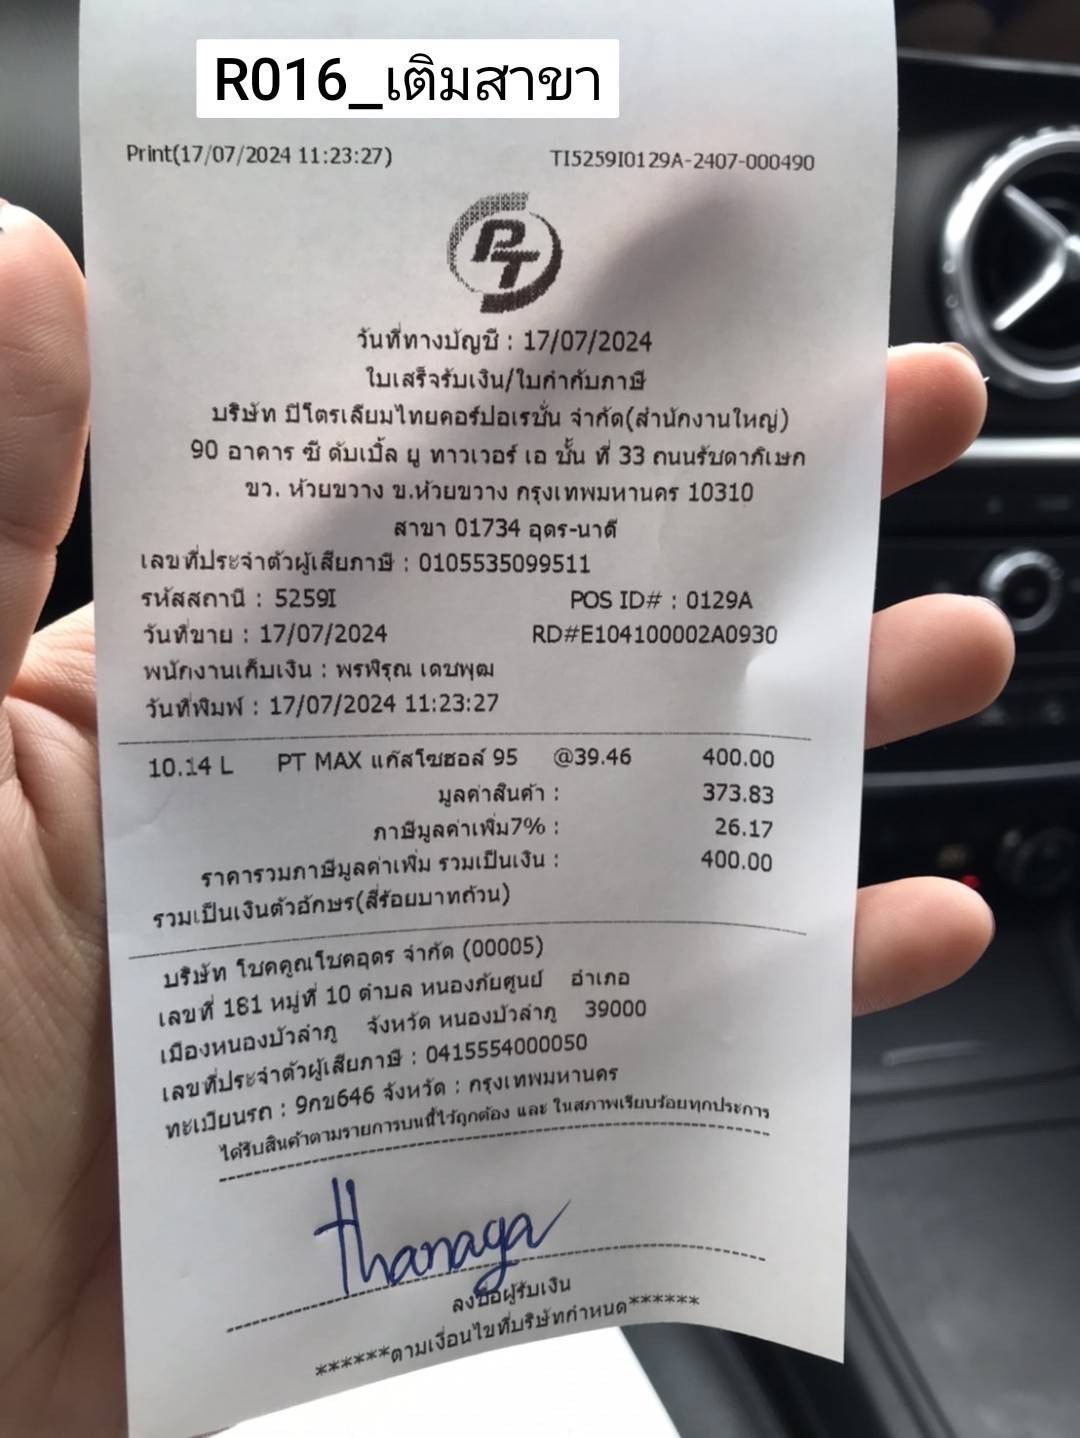 R016_เติมสาขา
Print(17/07/2024 11:23:27) TI5259I0129A-2407-000490
PT
วันที่ทางบัญชี : 17/07/2024
ใบเสร็จรับเงิน/ใบกำกับภาษี
บริษัท ปิโตรเลียมไทยคอร์ปอเรชั่น จำกัด(สำนักงานใหญ่)
90 อาคาร ซี ดับเบิ้ล ยู ทาวเวอร์ เอ ชั้น ที่ 33 ถนนรัชดาภิเษก
ขว. ห้วยขวาง ข.ห้วยขวาง กรุงเทพมหานคร 10310
สาขา 01734 อุดร-นาดี
เลขที่ประจำตัวผู้เสียภาษี : 0105535099511
รหัสสถานี : 5259I POS ID# : 0129A
วันที่ขาย : 17/07/2024 RD#E104100002A0930
พนักงานเก็บเงิน : พรพิรุณ เดชพุฒ
วันที่พิมพ์ : 17/07/2024 11:23:27
10.14 L PT MAX แก๊สโซฮอล์ 95 @39.46 400.00
มูลค่าสินค้า : 373.83
ภาษีมูลค่าเพิ่ม7% : 26.17
ราคารวมภาษีมูลค่าเพิ่ม รวมเป็นเงิน : 400.00
รวมเป็นเงินตัวอักษร(สี่ร้อยบาทถ้วน)
บริษัท โชคคูณโชคอุดร จำกัด (00005)
เลขที่ 181 หมู่ที่ 10 ตำบล หนองภัยศูนย์ อำเภอ
เมืองหนองบัวลำภู จังหวัด หนองบัวลำภู 39000
เลขที่ประจำตัวผู้เสียภาษี : 0415554000050
ทะเบียนรถ : 9กข646 จังหวัด : กรุงเทพมหานคร
ได้รับสินค้าตามรายการบนนี้ไว้ถูกต้อง และ ในสภาพเรียบร้อยทุกประการ
thanaga
ลงชื่อผู้รับเงิน
******ตามเงื่อนไขที่บริษัทกำหนด******